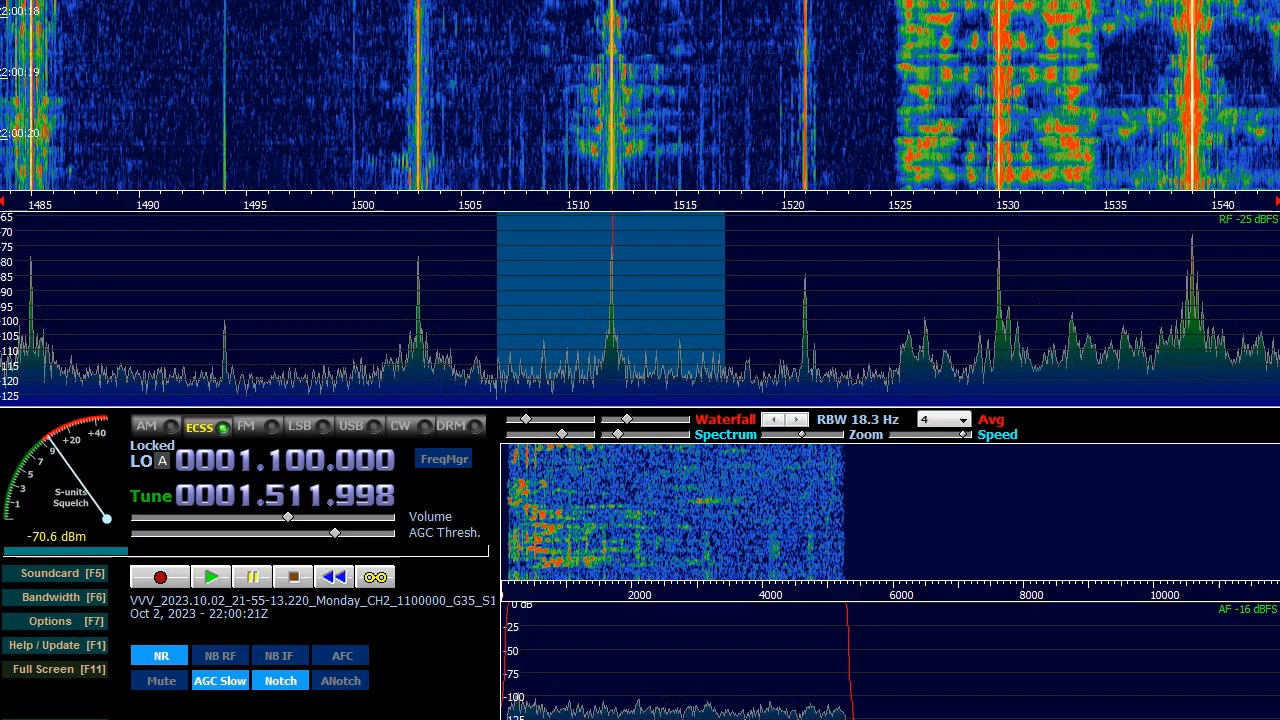 2:00:18
2:00:19
2:00:20
1485 1490 1495 1500 1505 1510 1515 1520 1525 1530 1535 1540
RF -25 dBFS
-65
-70
-75
-80
-85
-90
-95
-100
-105
-110
-115
-120
-125
AM ECSS FM LSB USB CW DRM
Locked
LO A 0001.100.000 FreqMgr
Tune 0001.511.998
Volume
AGC Thresh.
1 3 5 7 9 +20 +40
S-units
Squelch
-70.6 dBm
Waterfall RBW 18.3 Hz 4 Avg
Spectrum Zoom Speed
Soundcard [F5]
Bandwidth [F6]
Options [F7]
Help / Update [F1]
Full Screen [F11]
VVV_2023.10.02_21-55-13.220_Monday_CH2_1100000_G35_S1
Oct 2, 2023 - 22:00:21Z
NR NB RF NB IF AFC
Mute AGC Slow Notch ANotch
2000 4000 6000 8000 10000
0 dB AF -16 dBFS
-25
-50
-75
-100
-125